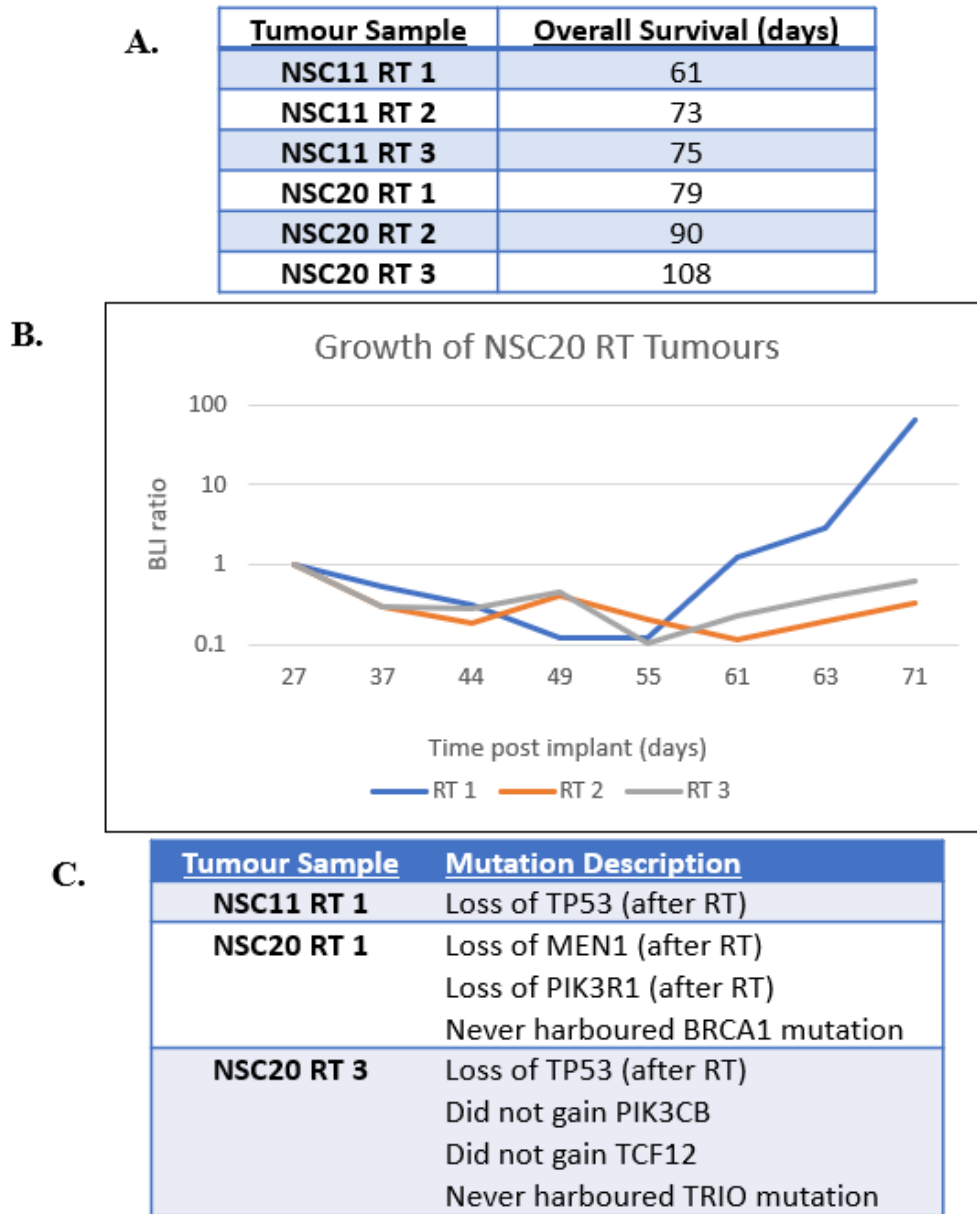 A.
Tumour Sample Overall Survival (days)
NSC11 RT 1 61
NSC11 RT 2 73
NSC11 RT 3 75
NSC20 RT 1 79
NSC20 RT 2 90
NSC20 RT 3 108
B.
Growth of NSC20 RT Tumours
100
10
1
0.1
BLI ratio
27 37 44 49 55 61 63 71
Time post implant (days)
RT 1 RT 2 RT 3
C.
Tumour Sample Mutation Description
NSC11 RT 1 Loss of TP53 (after RT)
NSC20 RT 1 Loss of MEN1 (after RT)
Loss of PIK3R1 (after RT)
Never harboured BRCA1 mutation
NSC20 RT 3 Loss of TP53 (after RT)
Did not gain PIK3CB
Did not gain TCF12
Never harboured TRIO mutation